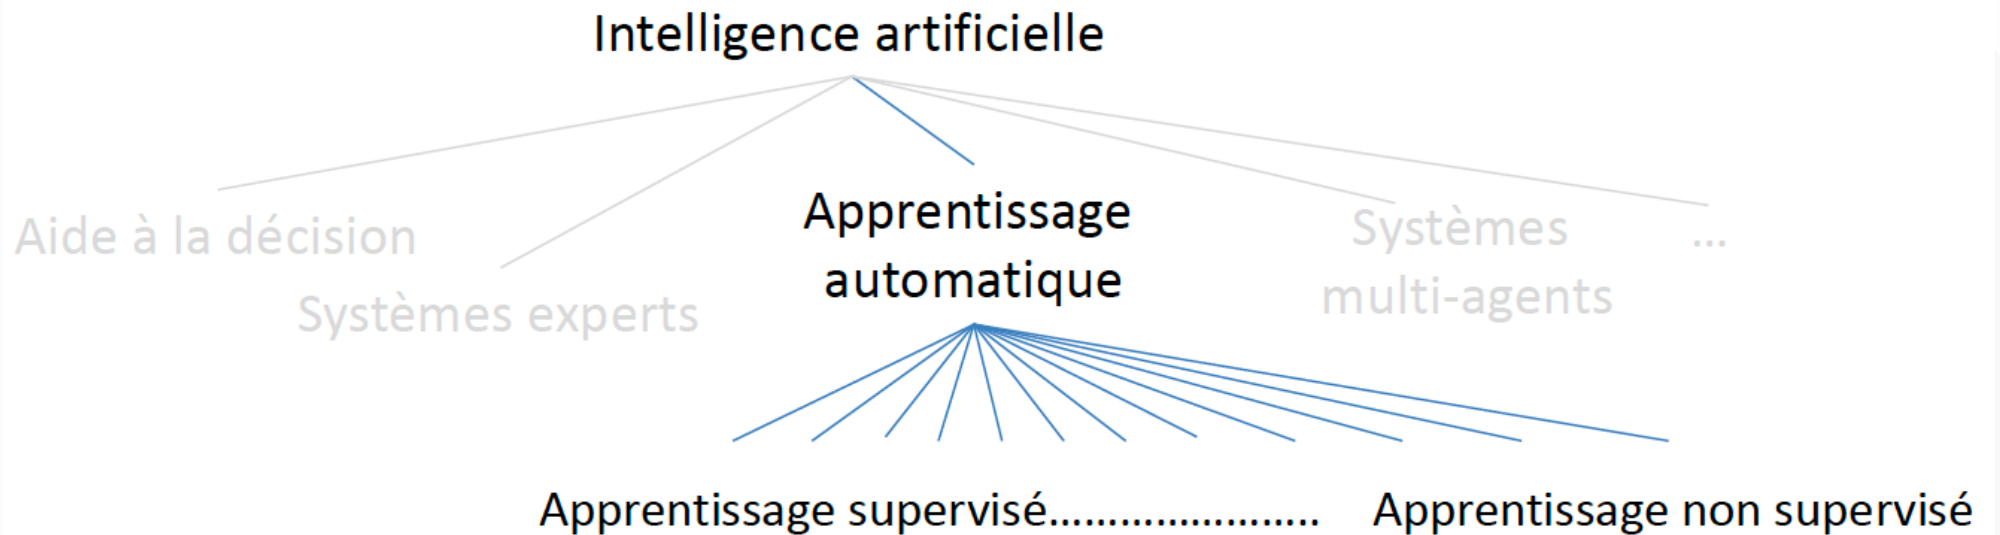 Intelligence artificielle
Aide à la décision
Systèmes experts
Apprentissage
automatique
Systèmes
multi-agents
...
Apprentissage supervisé........................ Apprentissage non supervisé